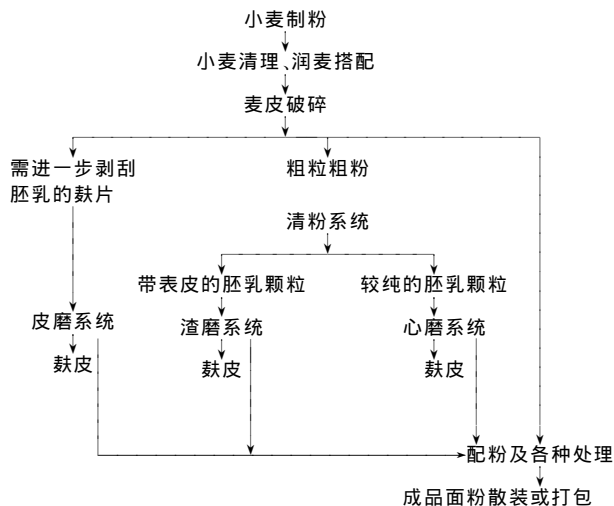 小麦制粉
小麦清理、润麦搭配
麦皮破碎
需进一步剥刮
胚乳的麸片
粗粒粗粉
清粉系统
带表皮的胚乳颗粒
较纯的胚乳颗粒
皮磨系统
渣磨系统
心磨系统
麸皮
麸皮
麸皮
配粉及各种处理
成品面粉散装或打包